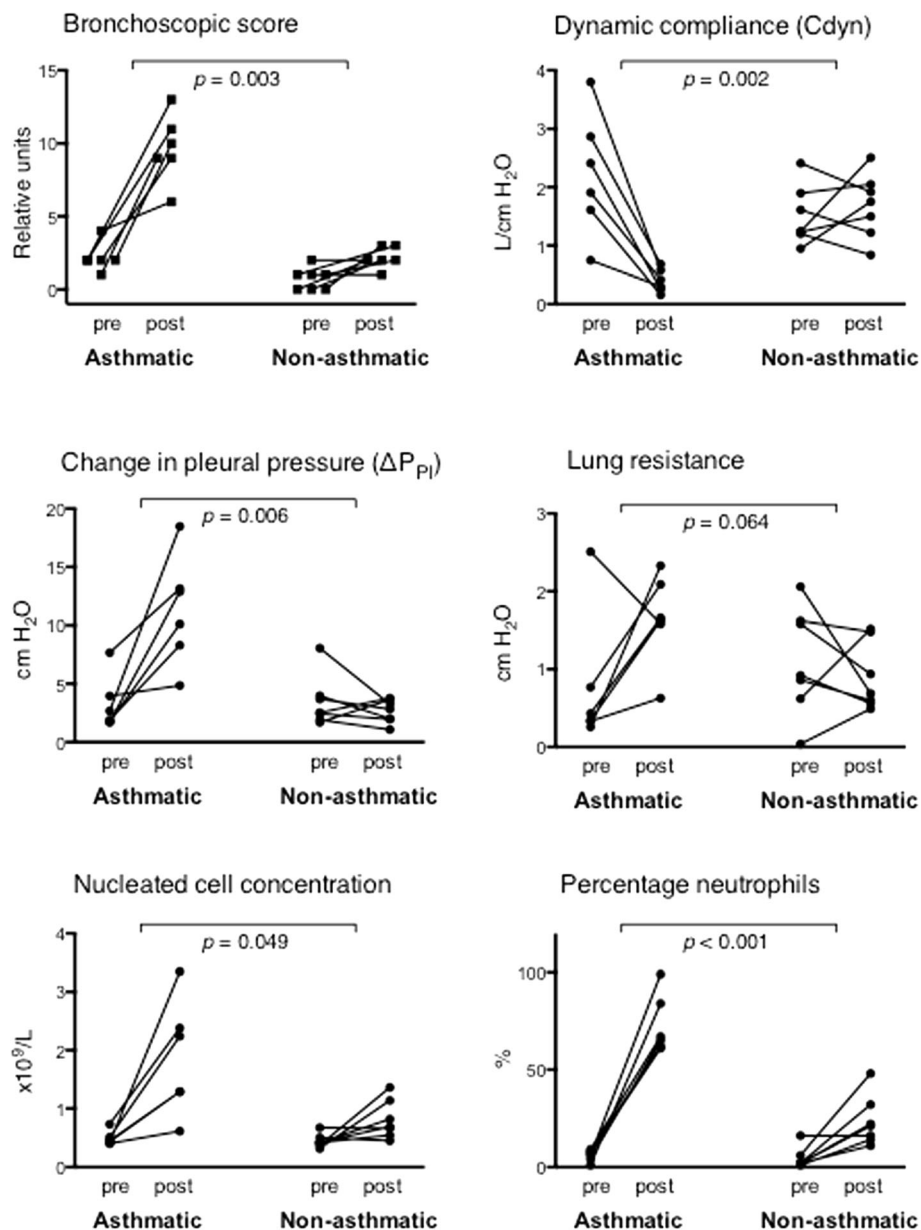 Bronchoscopic score
p = 0.003
Relative units
15
10
5
0
pre post pre post
Asthmatic Non-asthmatic
Dynamic compliance (Cdyn)
p = 0.002
L/cm H₂O
4
3
2
1
0
pre post pre post
Asthmatic Non-asthmatic
Change in pleural pressure (ΔP_Pl)
p = 0.006
cm H₂O
20
15
10
5
0
pre post pre post
Asthmatic Non-asthmatic
Lung resistance
p = 0.064
cm H₂O
3
2
1
0
pre post pre post
Asthmatic Non-asthmatic
Nucleated cell concentration
p = 0.049
x10⁹/L
4
3
2
1
0
pre post pre post
Asthmatic Non-asthmatic
Percentage neutrophils
p < 0.001
%
100
50
0
pre post pre post
Asthmatic Non-asthmatic